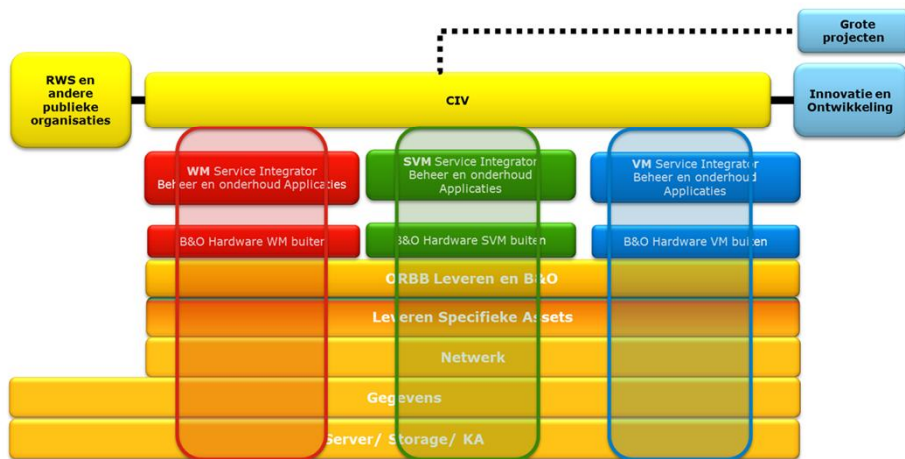 Grote
projecten
RWS en
andere
publieke
organisaties
CIV
Innovatie en
Ontwikkeling
WM Service Integrator
Beheer en onderhoud Applicaties
SVM Service Integrator
Beheer en onderhoud
Applicaties
VM Service Integrator
Beheer en onderhoud
Applicaties
B&O Hardware WM buiten
B&O Hardware SVM buiten
B&O Hardware VM buiten
ORBB Leveren en B&O
Leveren Specifieke Assets
Netwerk
Gegevens
Server/ Storage/ KA